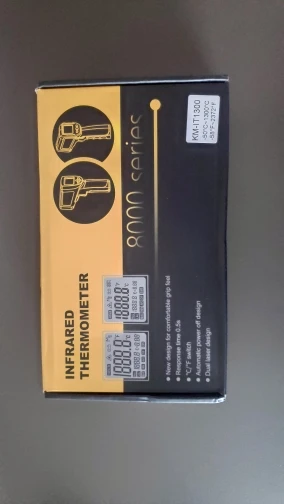 INFRARED
THERMOMETER
8000 series
KM-IT1300
-50°C~1300°C
-58°F~2372°F
● New design for comfortable grip feel
● Response time 0.5s
● °C/°F switch
● Automatic power off design
● Dual laser design